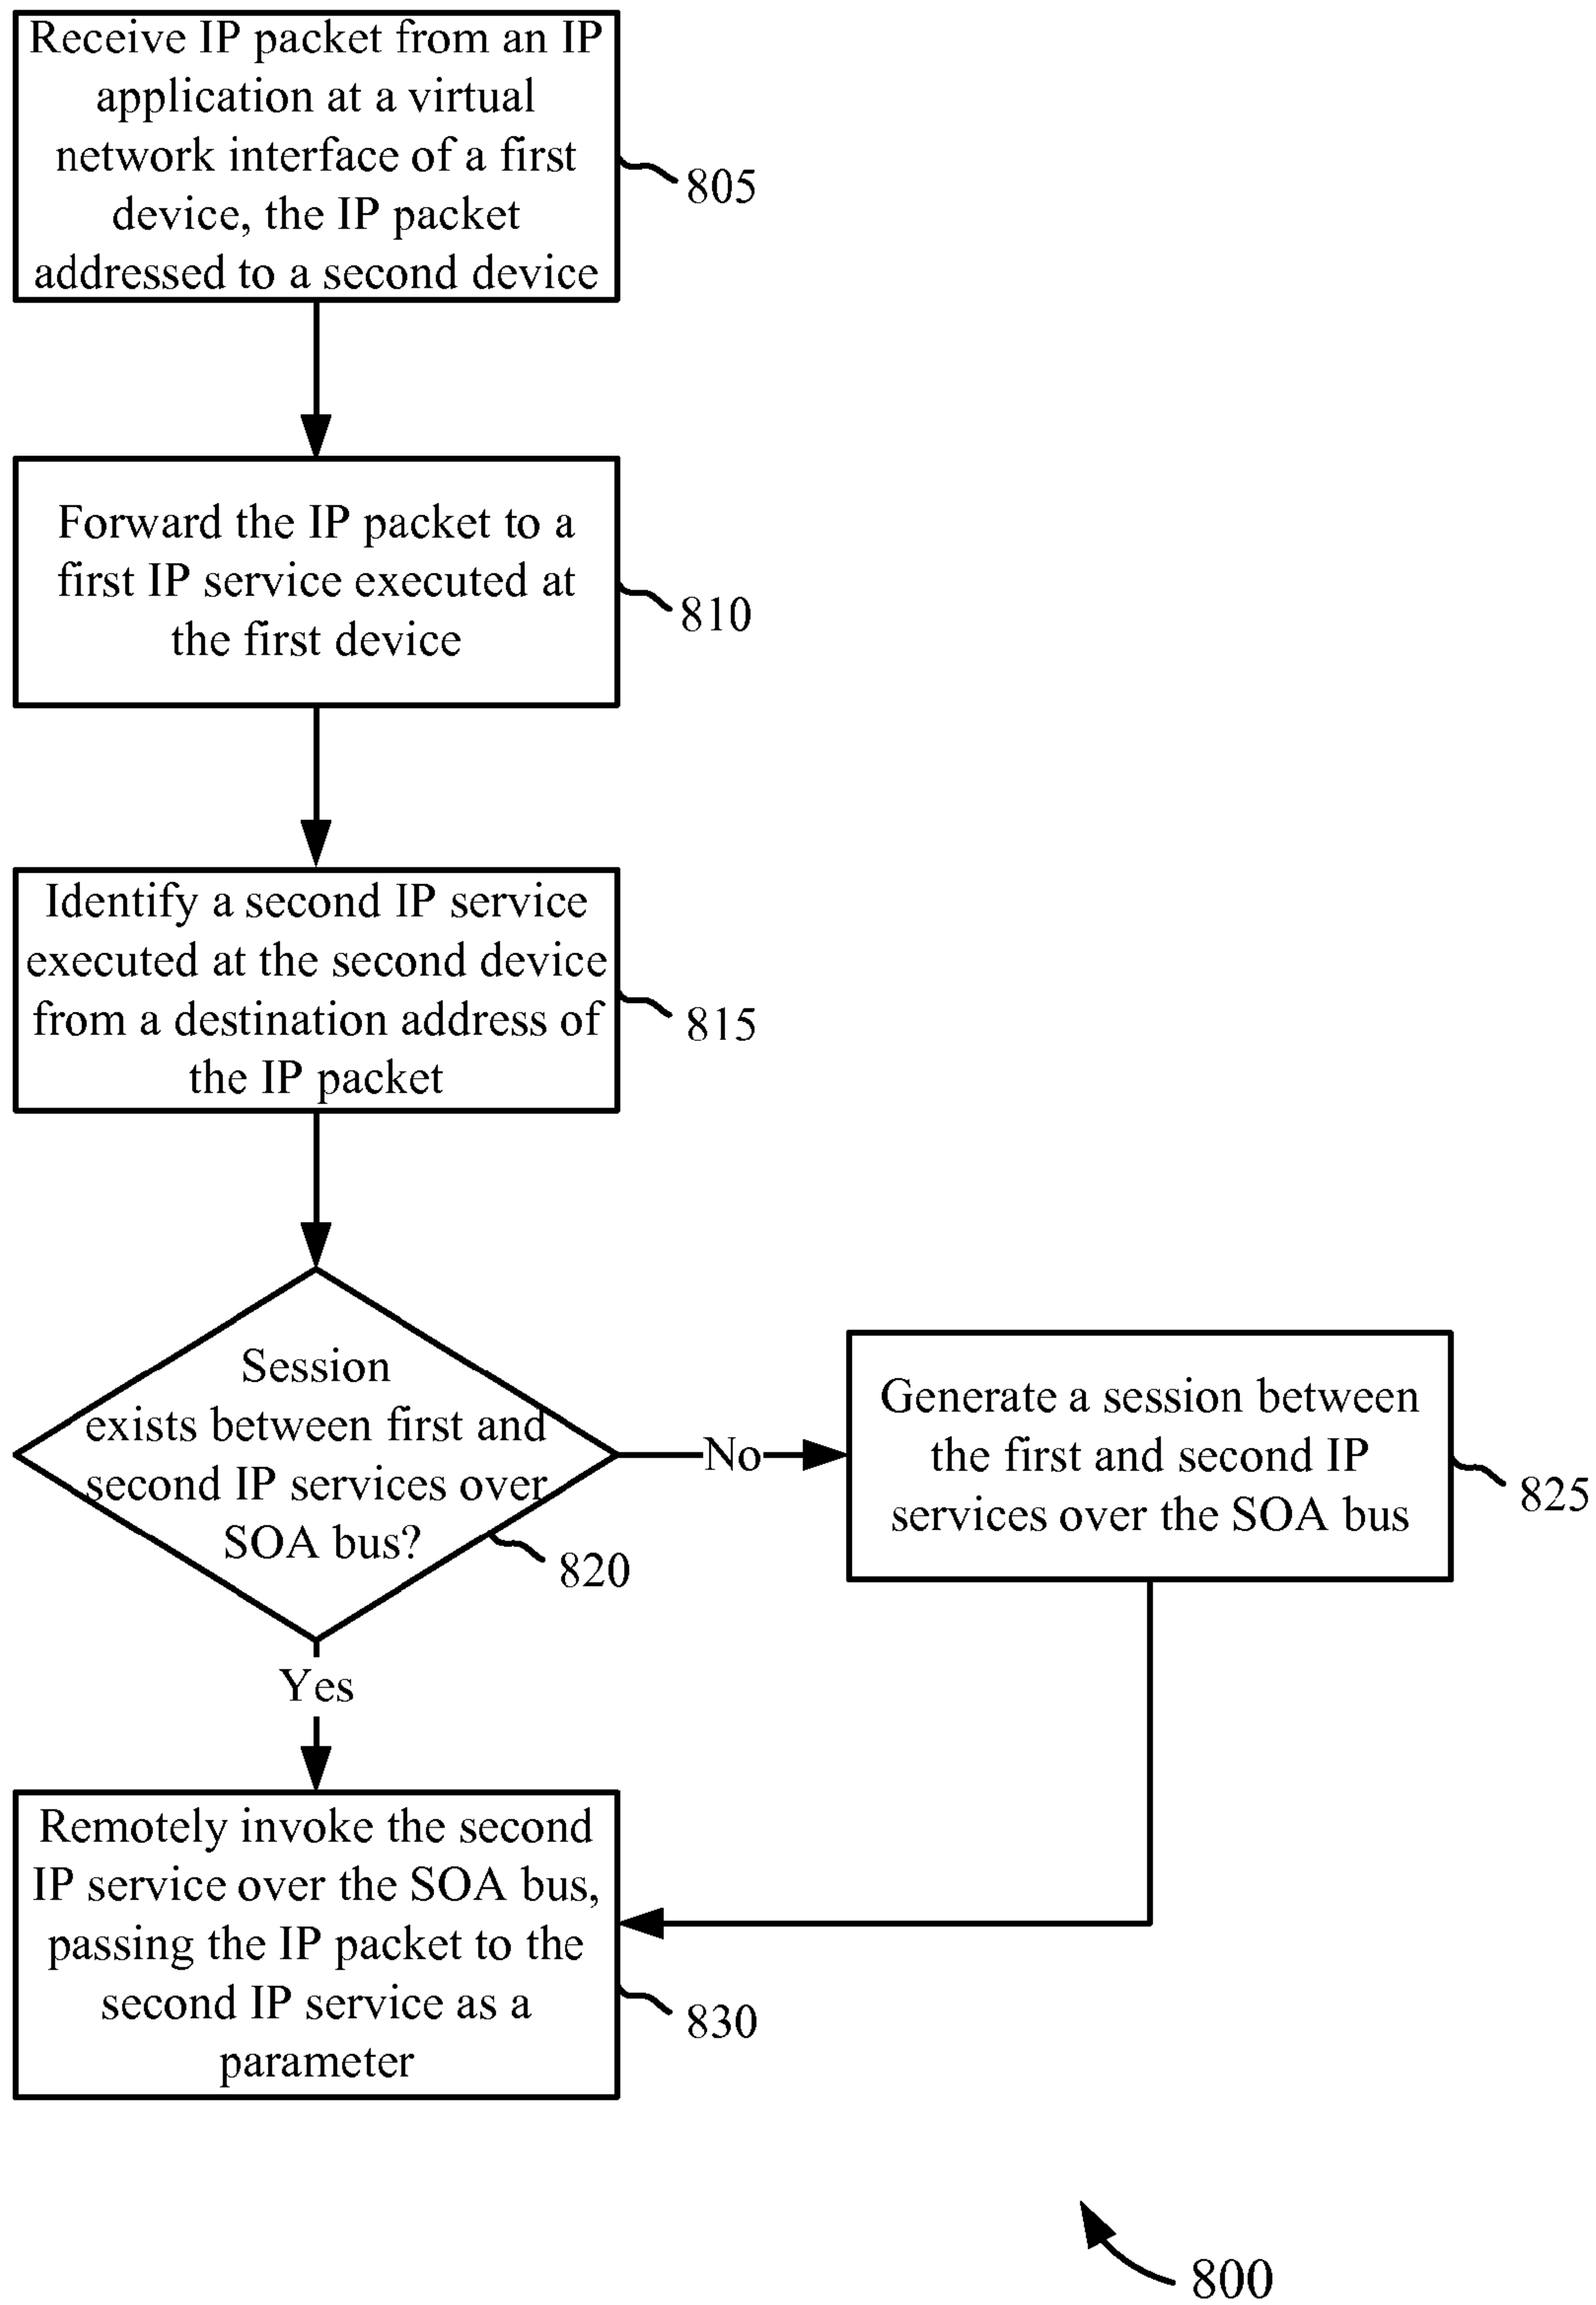 Receive IP packet from an IP
application at a virtual
network interface of a first
device, the IP packet
addressed to a second device
805
Forward the IP packet to a
first IP service executed at
the first device
810
Identify a second IP service
executed at the second device
from a destination address of
the IP packet
815
Session
exists between first and
second IP services over
SOA bus?
820
No
Generate a session between
the first and second IP
services over the SOA bus
825
Yes
Remotely invoke the second
IP service over the SOA bus,
passing the IP packet to the
second IP service as a
parameter
830
800